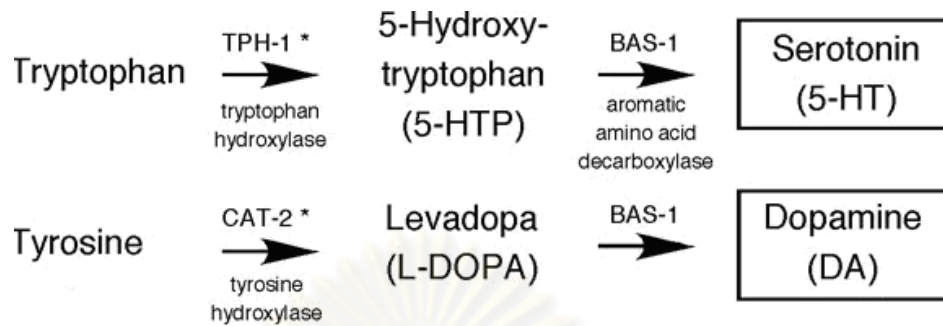 Tryptophan
TPH-1 *
tryptophan
hydroxylase
5-Hydroxy-
tryptophan
(5-HTP)
BAS-1
aromatic
amino acid
decarboxylase
Serotonin
(5-HT)
Tyrosine
CAT-2 *
tyrosine
hydroxylase
Levadopa
(L-DOPA)
BAS-1
Dopamine
(DA)